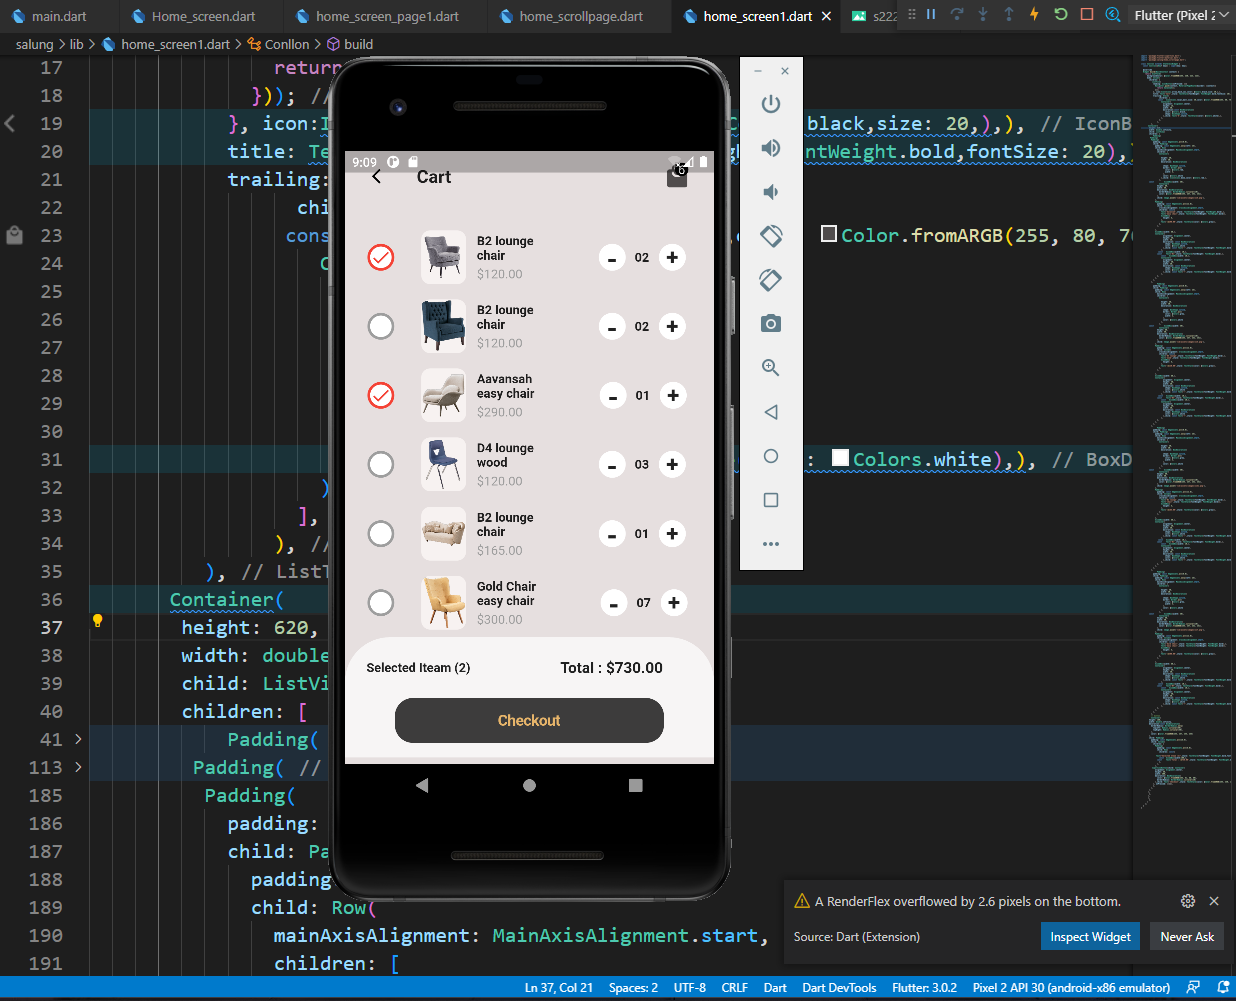 main.dart Home_screen.dart home_screen_page1.dart home_scrollpage.dart home_screen1.dart s222 Flutter (Pixel 2
salung > lib > home_screen1.dart > Conllon > build
17 return
18 })); //
19 }, icon:I black,size: 20,),), // IconB
20 title: Te ntWeight.bold,fontSize: 20),
21 trailing:
22 chi
23 cons Color.fromARGB(255, 80, 76
24
25
26
27
28
29
30
31 : Colors.white),), // BoxD
32 )
33 ],
34 ), //
35 ), // ListT
36 Container(
37 height: 620,
38 width: double
39 child: ListVi
40 children: [
41 Padding(
113 Padding( //
185 Padding(
186 padding:
187 child: Pa
188 padding
189 child: Row(
190 mainAxisAlignment: MainAxisAlignment.start,
191 children: [
9:09
Cart
6
B2 lounge
chair
$120.00
- 02 +
B2 lounge
chair
$120.00
- 02 +
Aavansah
easy chair
$290.00
- 01 +
D4 lounge
wood
$120.00
- 03 +
B2 lounge
chair
$165.00
- 01 +
Gold Chair
easy chair
$300.00
- 07 +
Selected Iteam (2) Total : $730.00
Checkout
A RenderFlex overflowed by 2.6 pixels on the bottom.
Source: Dart (Extension) Inspect Widget Never Ask
Ln 37, Col 21 Spaces: 2 UTF-8 CRLF Dart Dart DevTools Flutter: 3.0.2 Pixel 2 API 30 (android-x86 emulator)